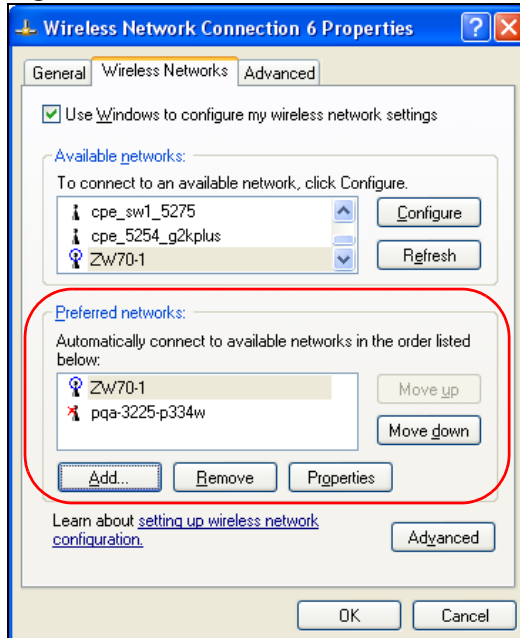 Wireless Network Connection 6 Properties
General Wireless Networks Advanced
Use Windows to configure my wireless network settings
Available networks:
To connect to an available network, click Configure.
cpe_sw1_5275
cpe_5254_g2kplus
ZW70-1
Configure
Refresh
Preferred networks:
Automatically connect to available networks in the order listed
below:
ZW70-1
pqa-3225-p334w
Move up
Move down
Add... Remove Properties
Learn about setting up wireless network
configuration.
Advanced
OK Cancel